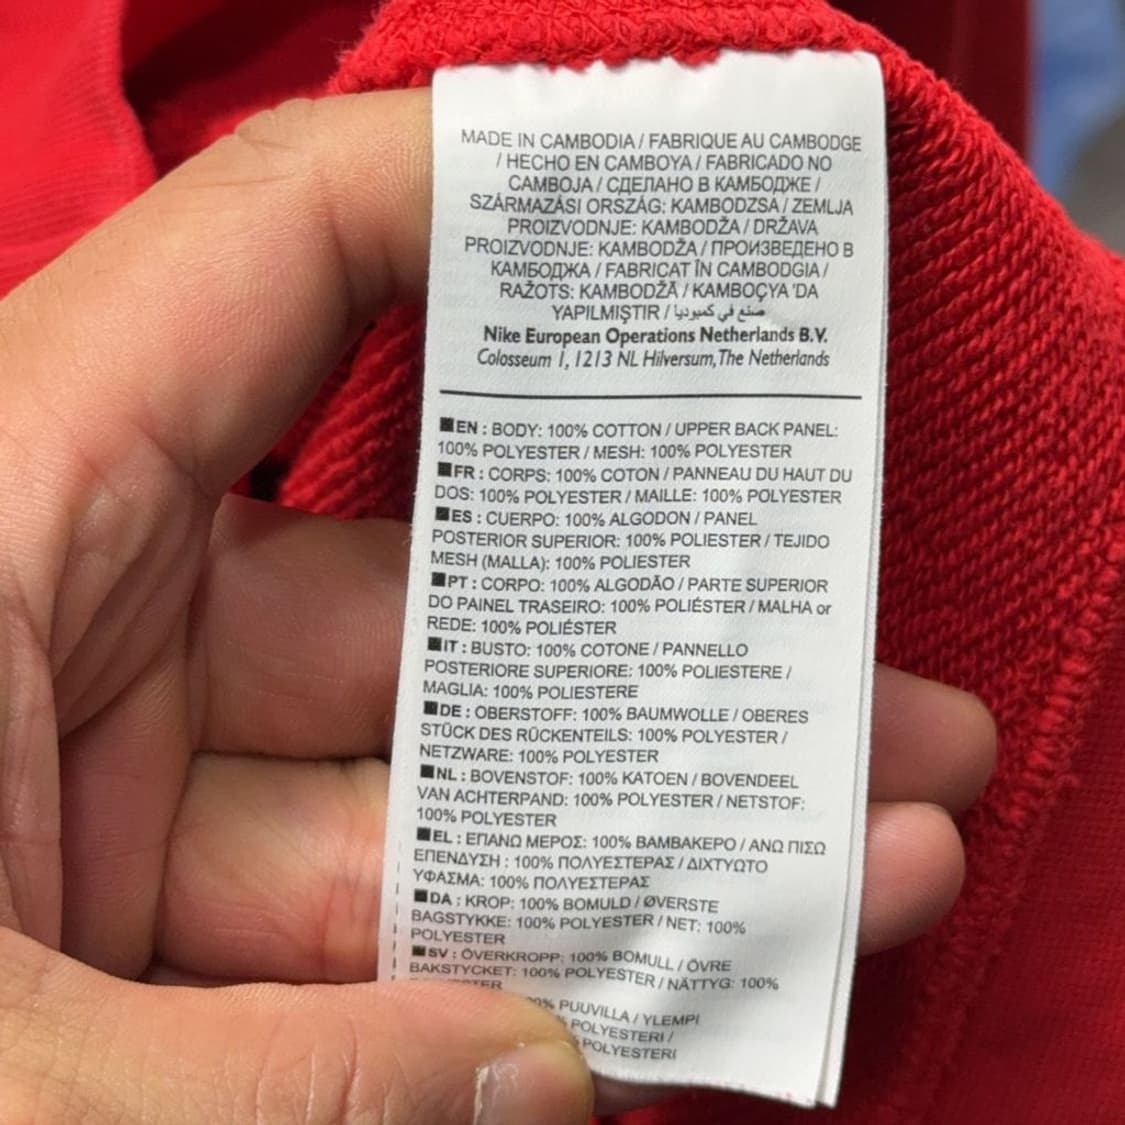 MADE IN CAMBODIA / FABRIQUE AU CAMBODGE
/ HECHO EN CAMBOYA / FABRICADO NO
CAMBOJA / СДЕЛАНО В КАМБОДЖЕ /
SZÁRMAZÁSI ORSZÁG: KAMBODZSA / ZEMLJA
PROIZVODNJE: KAMBODŽA / DRŽAVA
PROIZVODNJE: KAMBODŽA / ПРОИЗВЕДЕНО В
КАМБОДЖА / FABRICAT ÎN CAMBODGIA /
RAŽOTS: KAMBODŽĀ / KAMBOÇYA 'DA
YAPILMIŞTIR / صنع في كمبوديا
Nike European Operations Netherlands B.V.
Colosseum 1, 1213 NL Hilversum, The Netherlands
EN : BODY: 100% COTTON / UPPER BACK PANEL:
100% POLYESTER / MESH: 100% POLYESTER
FR : CORPS: 100% COTON / PANNEAU DU HAUT DU
DOS: 100% POLYESTER / MAILLE: 100% POLYESTER
ES : CUERPO: 100% ALGODON / PANEL
POSTERIOR SUPERIOR: 100% POLIESTER / TEJIDO
MESH (MALLA): 100% POLIESTER
PT : CORPO: 100% ALGODÃO / PARTE SUPERIOR
DO PAINEL TRASEIRO: 100% POLIÉSTER / MALHA or
REDE: 100% POLIÉSTER
IT : BUSTO: 100% COTONE / PANNELLO
POSTERIORE SUPERIORE: 100% POLIESTERE /
MAGLIA: 100% POLIESTERE
DE : OBERSTOFF: 100% BAUMWOLLE / OBERES
STÜCK DES RÜCKENTEILS: 100% POLYESTER /
NETZWARE: 100% POLYESTER
NL : BOVENSTOF: 100% KATOEN / BOVENDEEL
VAN ACHTERPAND: 100% POLYESTER / NETSTOF:
100% POLYESTER
EL : ΕΠΑΝΩ ΜΕΡΟΣ: 100% ΒΑΜΒΑΚΕΡΟ / ΑΝΩ ΠΙΣΩ
ΕΠΕΝΔΥΣΗ : 100% ΠΟΛΥΕΣΤΕΡΑΣ / ΔΙΧΤΥΩΤΟ
ΥΦΑΣΜΑ: 100% ΠΟΛΥΕΣΤΕΡΑΣ
DA : KROP: 100% BOMULD / ØVERSTE
BAGSTYKKE: 100% POLYESTER / NET: 100%
POLYESTER
SV : ÖVERKROPP: 100% BOMULL / ÖVRE
BAKSTYCKET: 100% POLYESTER / NÄTTYG: 100%
PUUVILLA / YLEMPI
POLYESTERI /
POLYESTERI